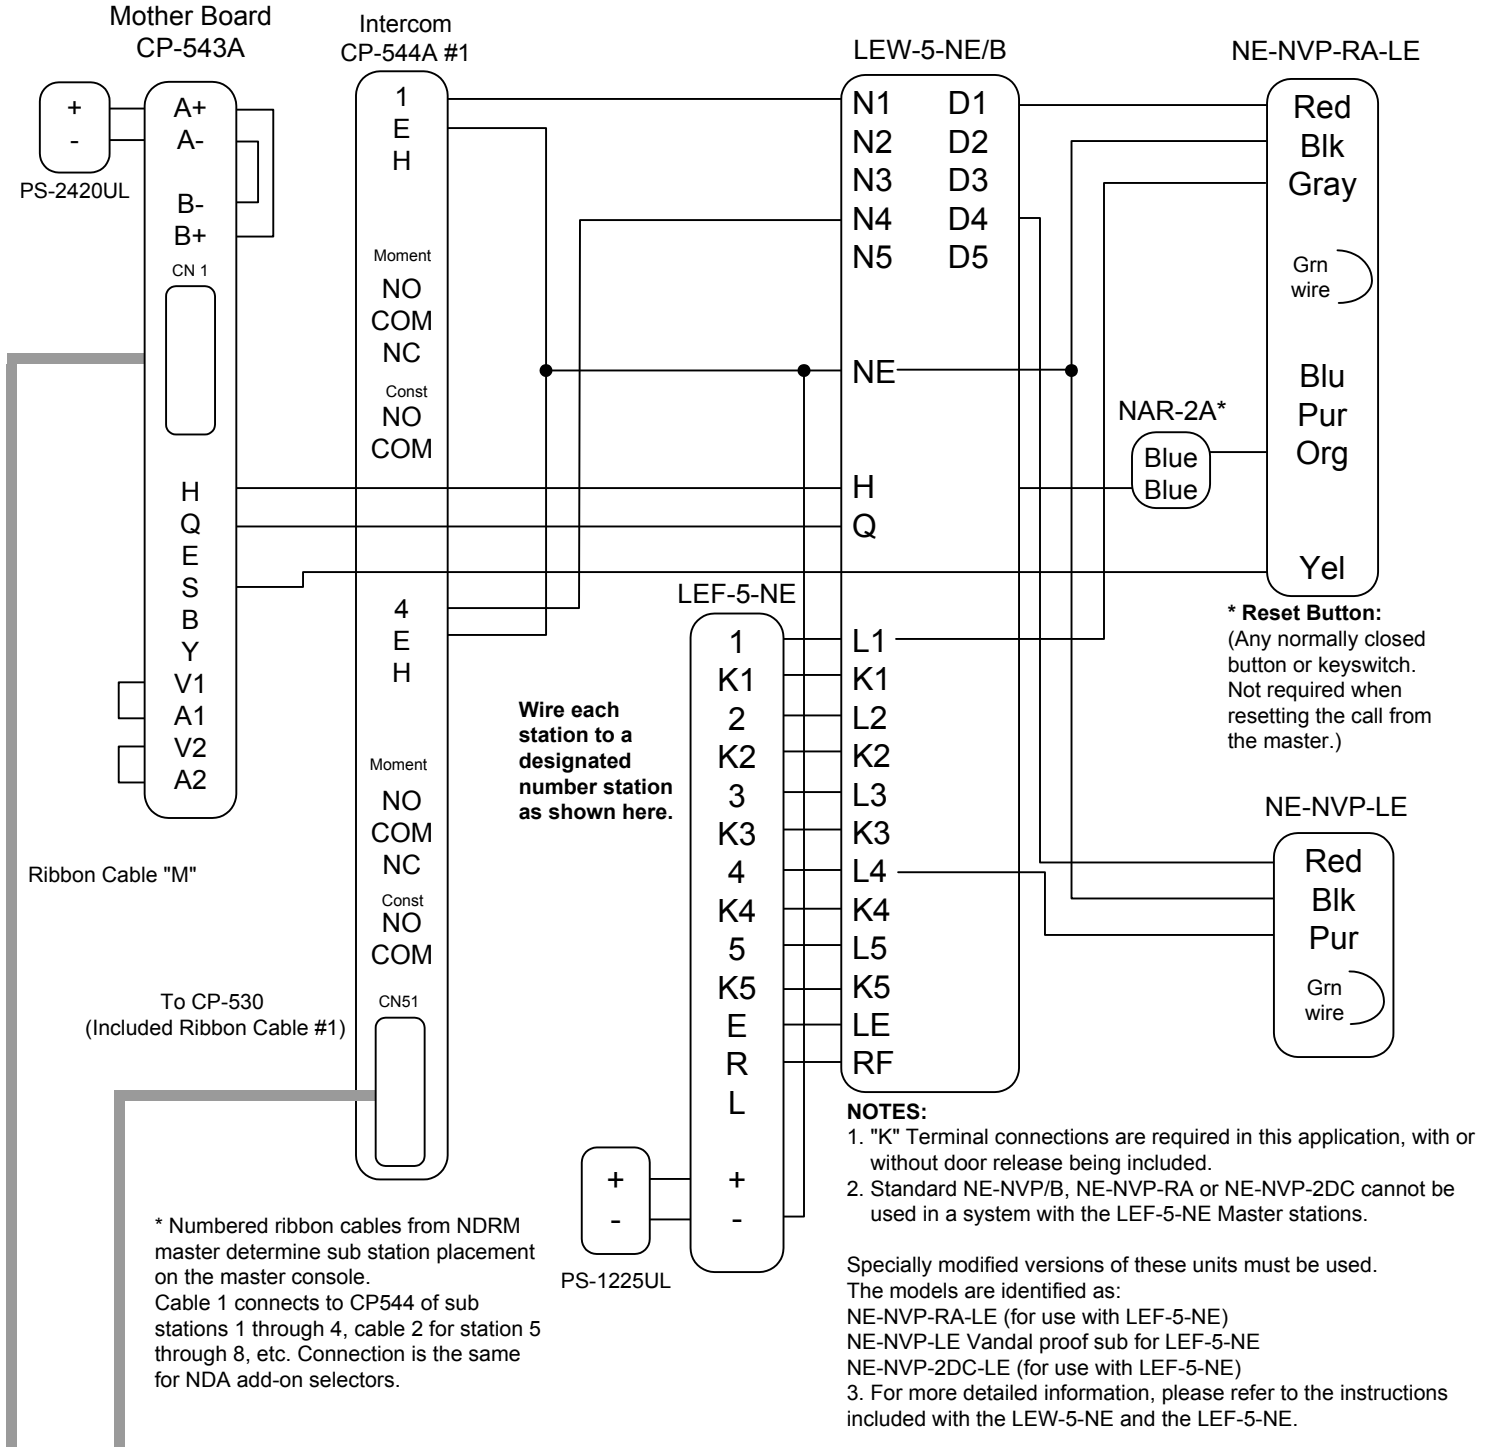 Mother Board
CP-543A
+
-
PS-2420UL
A+
A-
B-
B+
CN 1
H
Q
E
S
B
Y
V1
A1
V2
A2
Ribbon Cable "M"
To CP-530
(Included Ribbon Cable #1)
Intercom
CP-544A #1
1
E
H
Moment
NO
COM
NC
Const
NO
COM
4
E
H
Moment
NO
COM
NC
Const
NO
COM
CN51
* Numbered ribbon cables from NDRM
master determine sub station placement
on the master console.
Cable 1 connects to CP544 of sub
stations 1 through 4, cable 2 for station 5
through 8, etc. Connection is the same
for NDA add-on selectors.
Wire each
station to a
designated
number station
as shown here.
LEF-5-NE
1
K1
2
K2
3
K3
4
K4
5
K5
E
R
L
+
-
+
-
PS-1225UL
LEW-5-NE/B
N1 D1
N2 D2
N3 D3
N4 D4
N5 D5
NE
H
Q
L1
K1
L2
K2
L3
K3
L4
K4
L5
K5
LE
RF
NAR-2A*
Blue
Blue
NE-NVP-RA-LE
Red
Blk
Gray
Grn
wire
Blu
Pur
Org
Yel
* Reset Button:
(Any normally closed
button or keyswitch.
Not required when
resetting the call from
the master.)
NE-NVP-LE
Red
Blk
Pur
Grn
wire
NOTES:
1. "K" Terminal connections are required in this application, with or
without door release being included.
2. Standard NE-NVP/B, NE-NVP-RA or NE-NVP-2DC cannot be
used in a system with the LEF-5-NE Master stations.
Specially modified versions of these units must be used.
The models are identified as:
NE-NVP-RA-LE (for use with LEF-5-NE)
NE-NVP-LE Vandal proof sub for LEF-5-NE
NE-NVP-2DC-LE (for use with LEF-5-NE)
3. For more detailed information, please refer to the instructions
included with the LEW-5-NE and the LEF-5-NE.